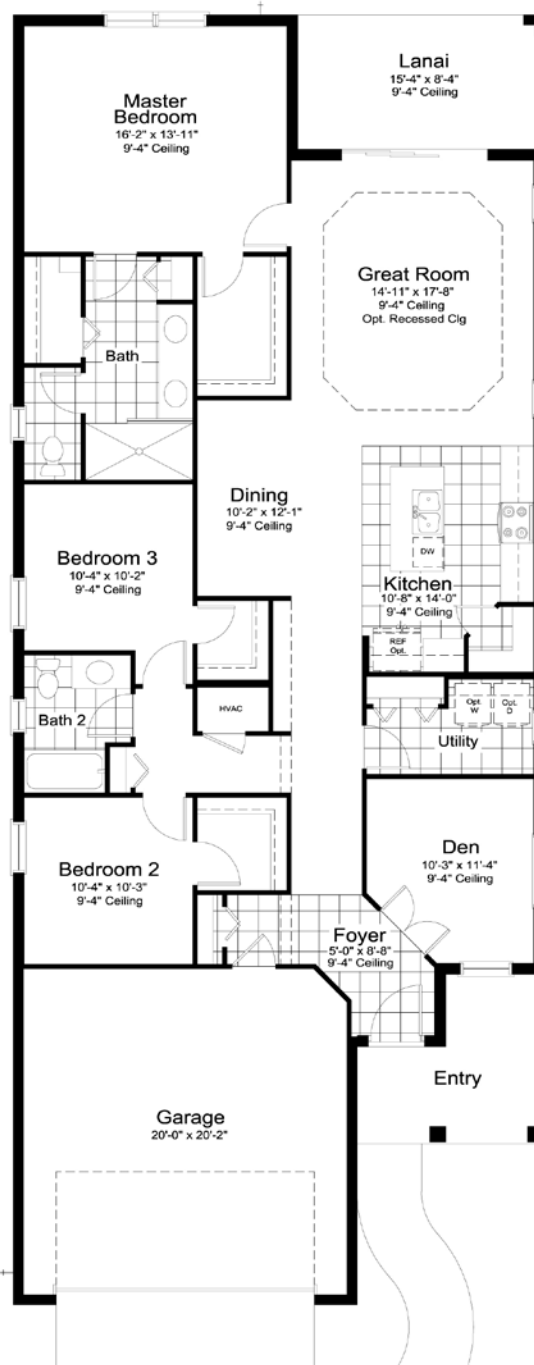 Lanai
15'-4" x 8'-4"
9'-4" Ceiling
Master
Bedroom
16'-2" x 13'-11"
9'-4" Ceiling
Great Room
14'-11" x 17'-8"
9'-4" Ceiling
Opt. Recessed Clg
Bath
Dining
10'-2" x 12'-1"
9'-4" Ceiling
DW
Bedroom 3
10'-4" x 10'-2"
9'-4" Ceiling
Kitchen
10'-8" x 14'-0"
9'-4" Ceiling
REF
Opt.
HVAC
Opt.
W
Opt.
D
Bath 2
Utility
Den
10'-3" x 11'-4"
9'-4" Ceiling
Bedroom 2
10'-4" x 10'-3"
9'-4" Ceiling
Foyer
5'-0" x 8'-8"
9'-4" Ceiling
Entry
Garage
20'-0" x 20'-2"